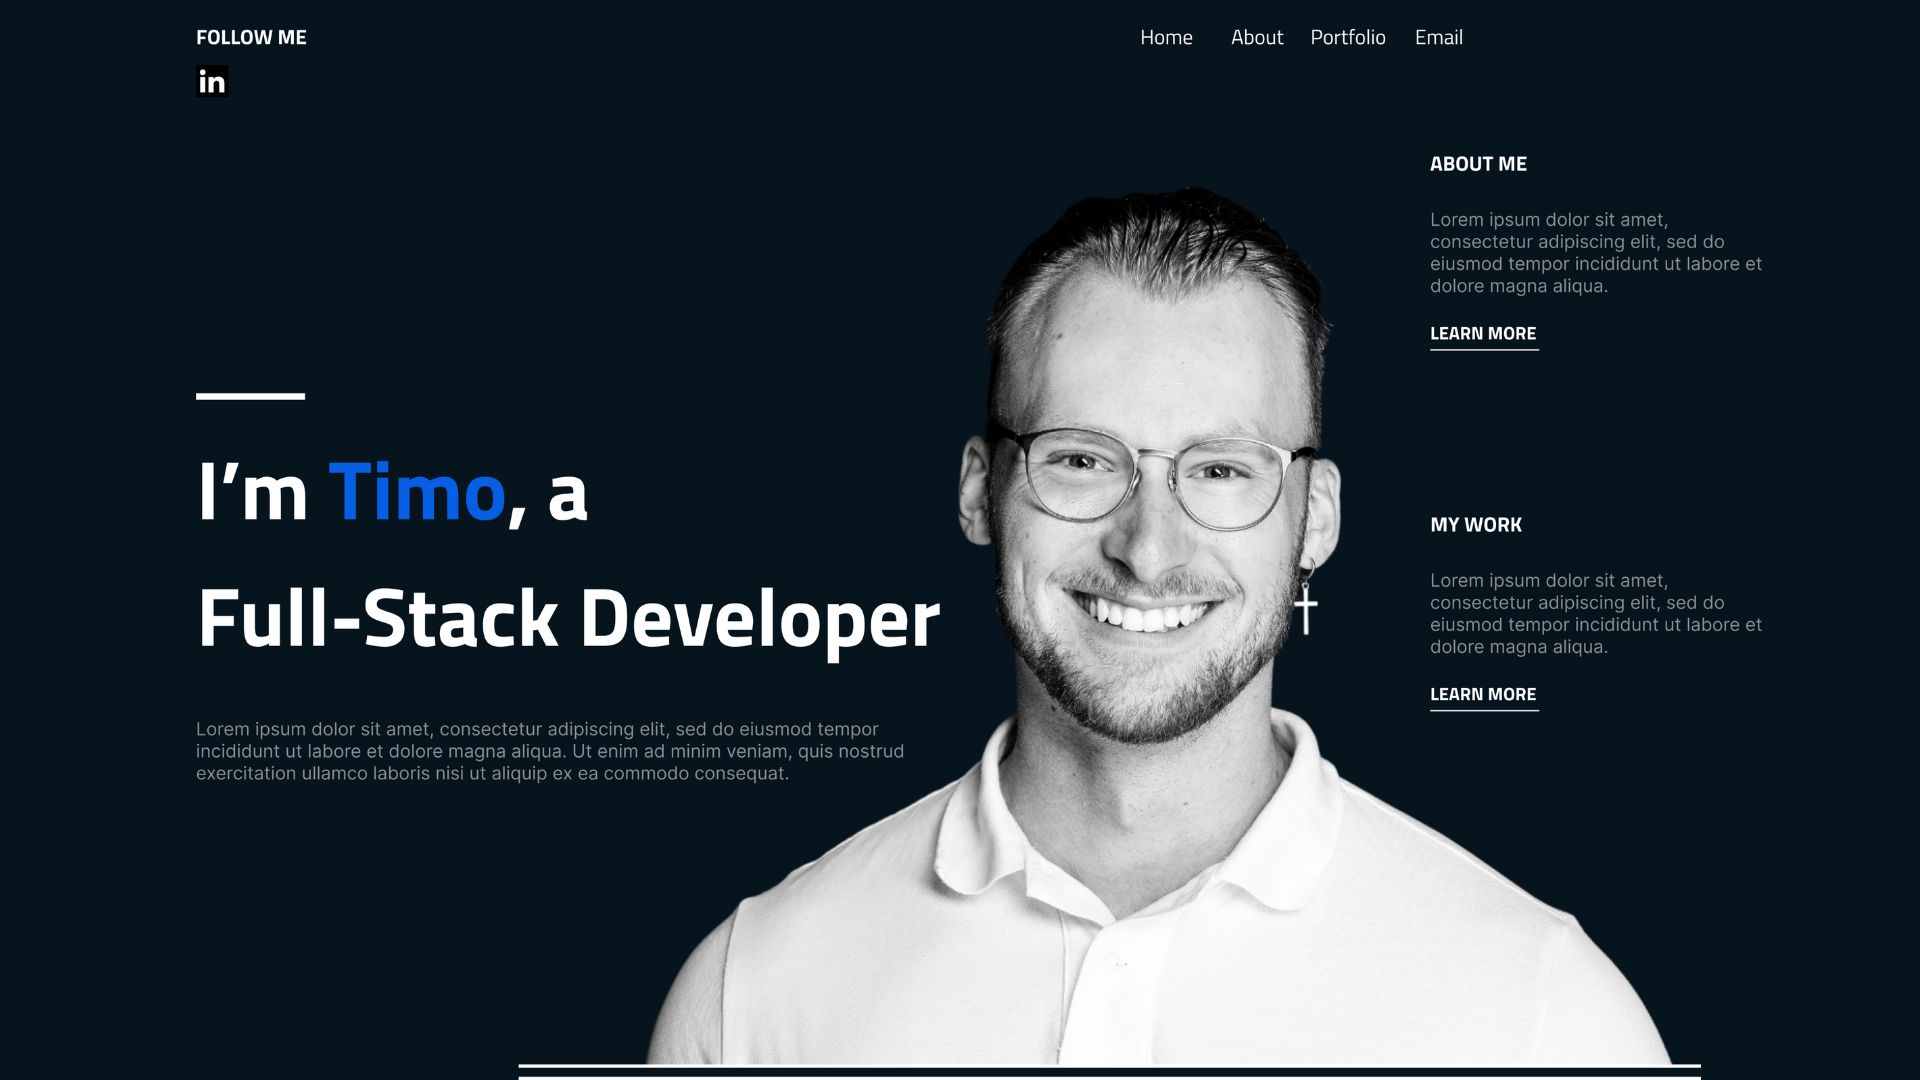 FOLLOW ME
in
Home About Portfolio Email
ABOUT ME
Lorem ipsum dolor sit amet,
consectetur adipiscing elit, sed do
eiusmod tempor incididunt ut labore et
dolore magna aliqua.
LEARN MORE
I’m Timo, a
Full-Stack Developer
Lorem ipsum dolor sit amet, consectetur adipiscing elit, sed do eiusmod tempor
incididunt ut labore et dolore magna aliqua. Ut enim ad minim veniam, quis nostrud
exercitation ullamco laboris nisi ut aliquip ex ea commodo consequat.
MY WORK
Lorem ipsum dolor sit amet,
consectetur adipiscing elit, sed do
eiusmod tempor incididunt ut labore et
dolore magna aliqua.
LEARN MORE